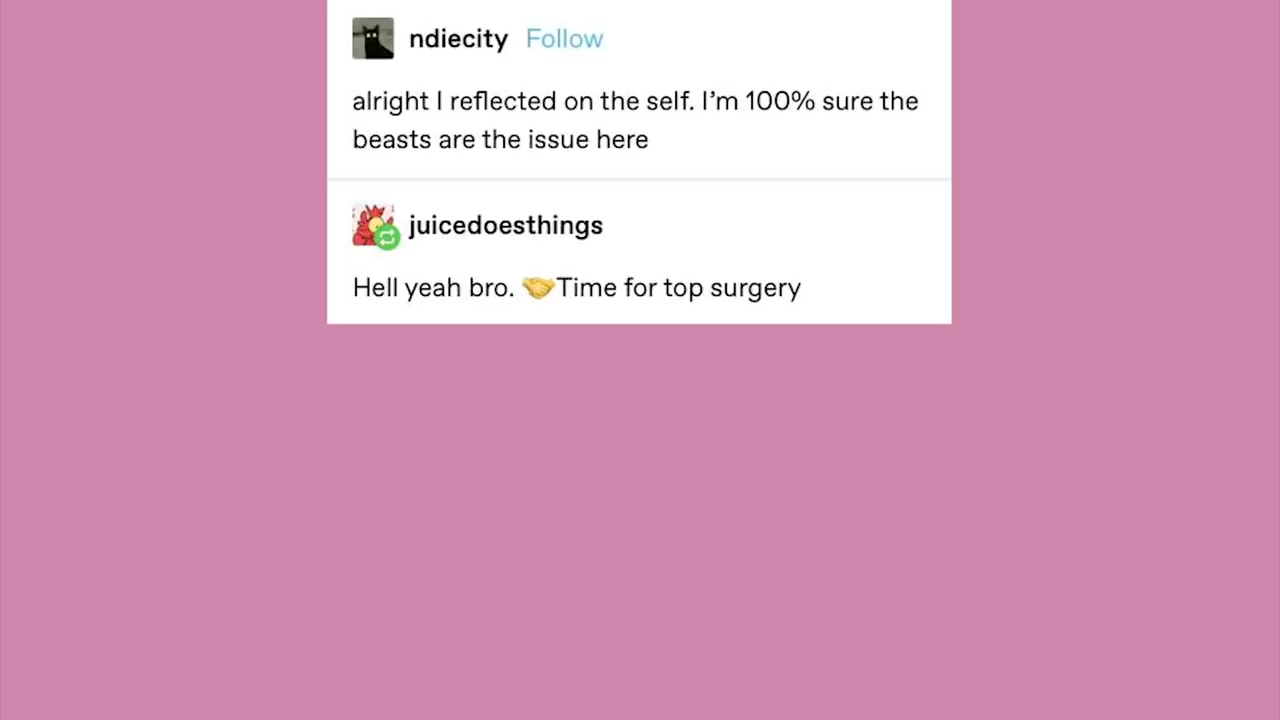 ndiecity Follow
alright I reflected on the self. I’m 100% sure the
beasts are the issue here
juicedoesthings
Hell yeah bro. 🤝Time for top surgery